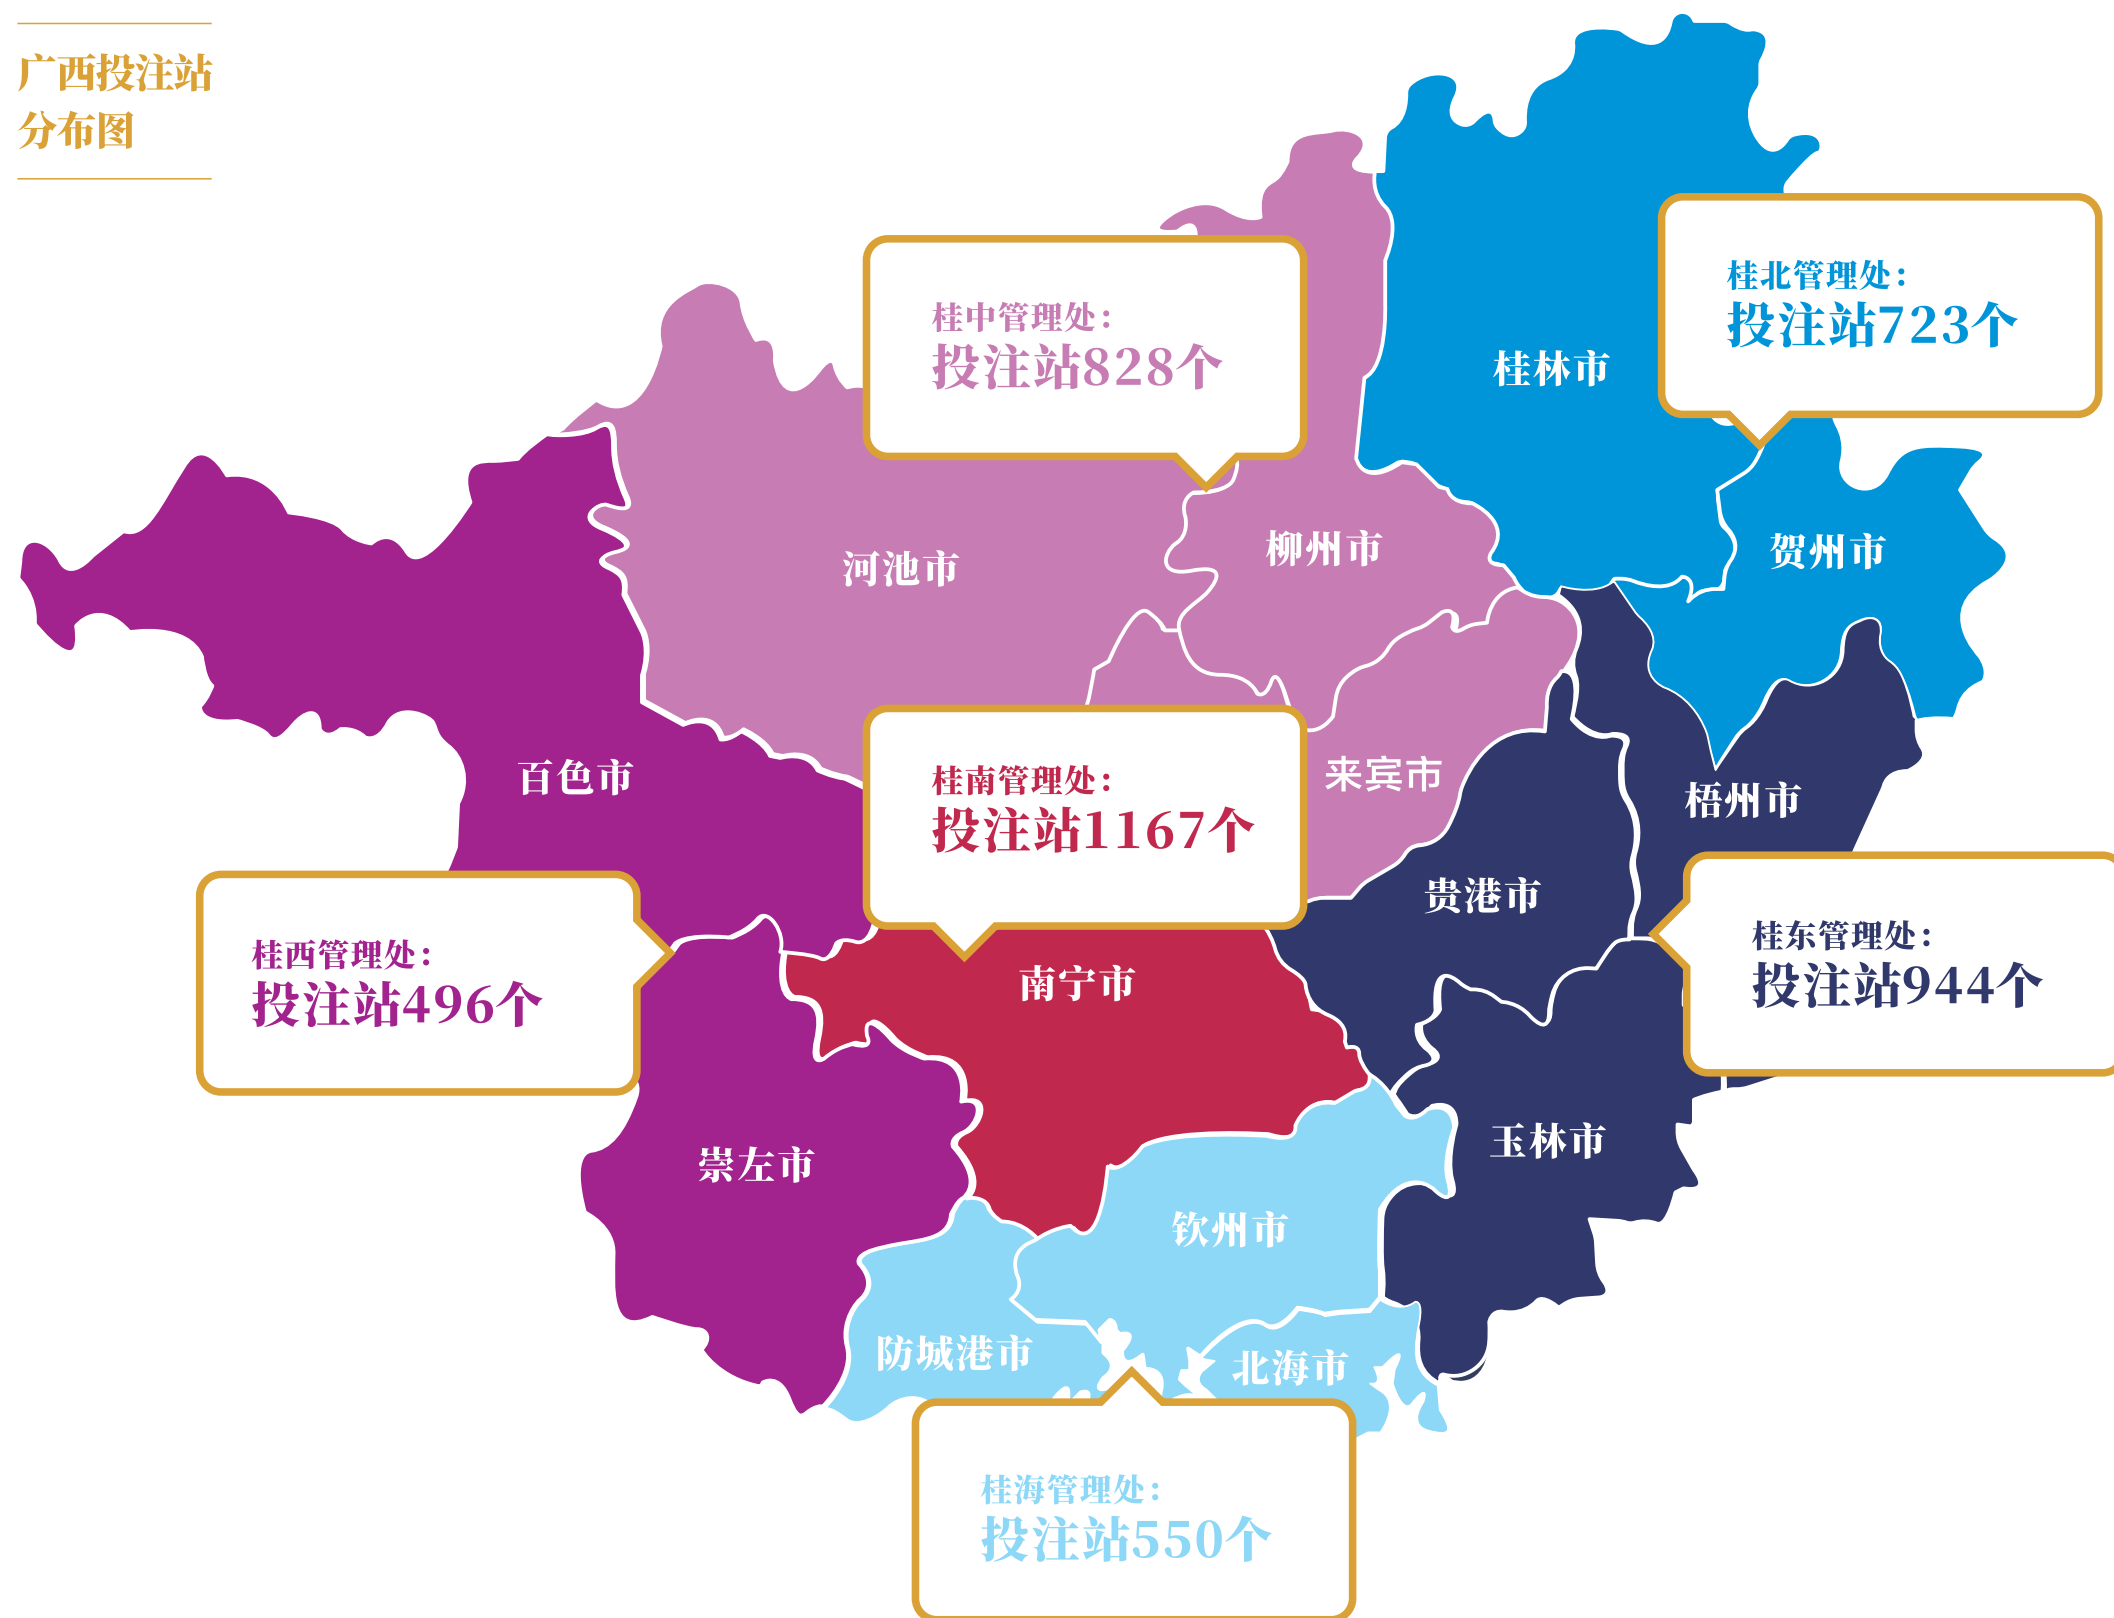 广西投注站
分布图
桂北管理处：
投注站723个
桂中管理处：
投注站828个
桂林市
柳州市
贺州市
河池市
百色市
来宾市
梧州市
桂南管理处：
投注站1167个
贵港市
桂西管理处：
投注站496个
桂东管理处：
投注站944个
南宁市
玉林市
崇左市
钦州市
防城港市
北海市
桂海管理处：
投注站550个